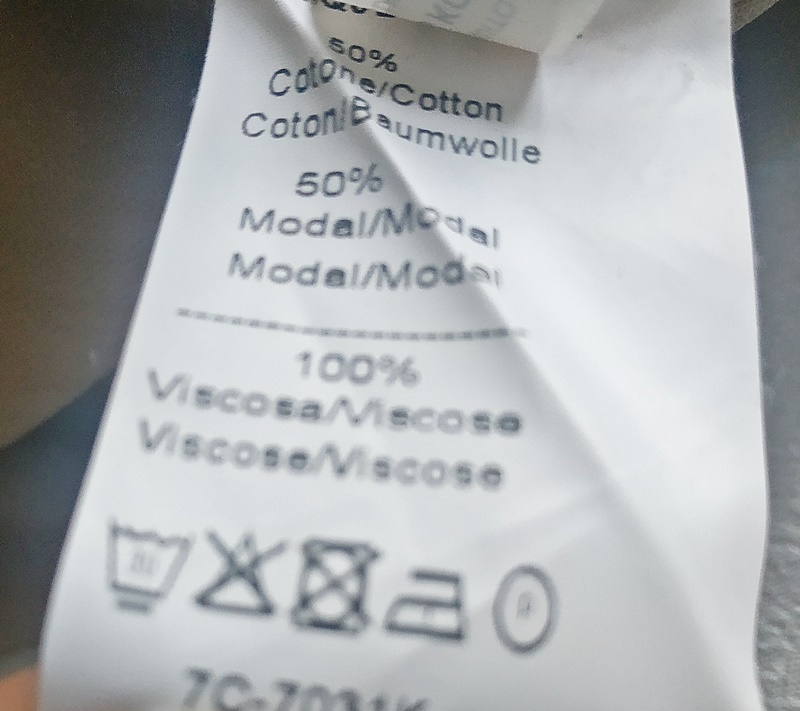 50%
Cotone/Cotton
Coton/Baumwolle
50%
Modal/Modal
Modal/Modal
100%
Viscosa/Viscose
Viscose/Viscose